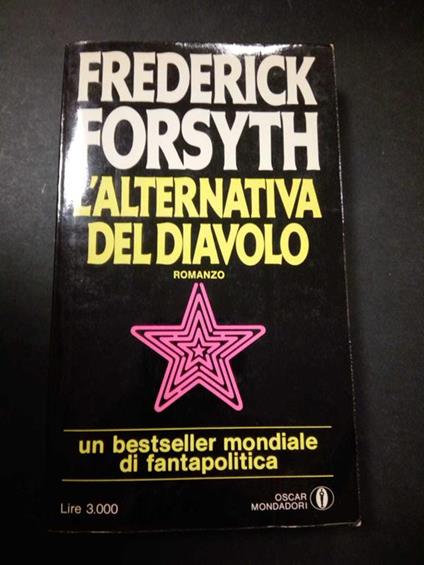 FREDERICK
FORSYTH
L'ALTERNATIVA
DEL DIAVOLO
ROMANZO
un bestseller mondiale
di fantapolitica
Lire 3.000
OSCAR
MONDADORI